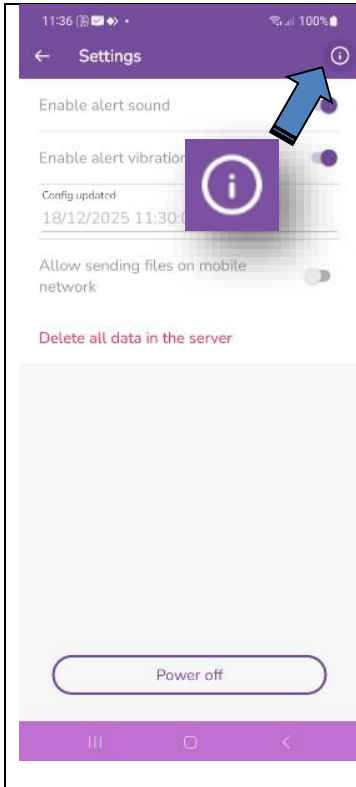 11:36
100%
Settings
Enable alert sound
Enable alert vibration
Config updated
18/12/2025 11:30:
Allow sending files on mobile
network
Delete all data in the server
Power off